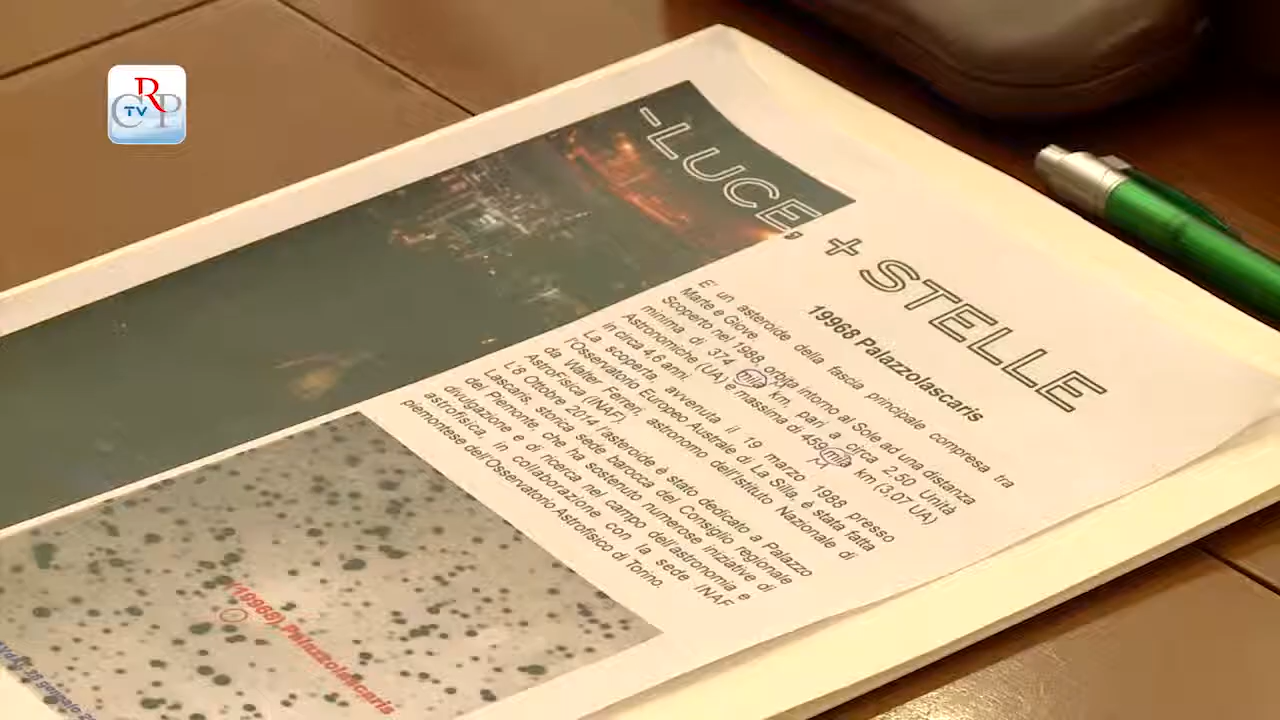 CRP
TV
-LUCE, + STELLE
19968 Palazzolascaris
E' un asteroide della fascia principale compresa tra
Marte e Giove.
Scoperto nel 1988, orbita intorno al Sole ad una distanza
minima di 374 mila km, pari a circa 2,50 Unità
Astronomiche (UA) e massima di 459 mila km (3,07 UA)
in circa 4,6 anni.
La scoperta, avvenuta il 19 marzo 1988 presso
l'Osservatorio Europeo Australe di La Silla, è stata fatta
da Walter Ferreri, astronomo dell'Istituto Nazionale di
AstroFisica (INAF).
L'8 Ottobre 2014 l'asteroide è stato dedicato a Palazzo
Lascaris, storica sede barocca del Consiglio regionale
del Piemonte, che ha sostenuto numerose iniziative di
divulgazione e di ricerca nel campo dell'astronomia e
astrofisica, in collaborazione con la sede INAF
piemontese dell'Osservatorio Astrofisico di Torino.
(19968) Palazzolascaris